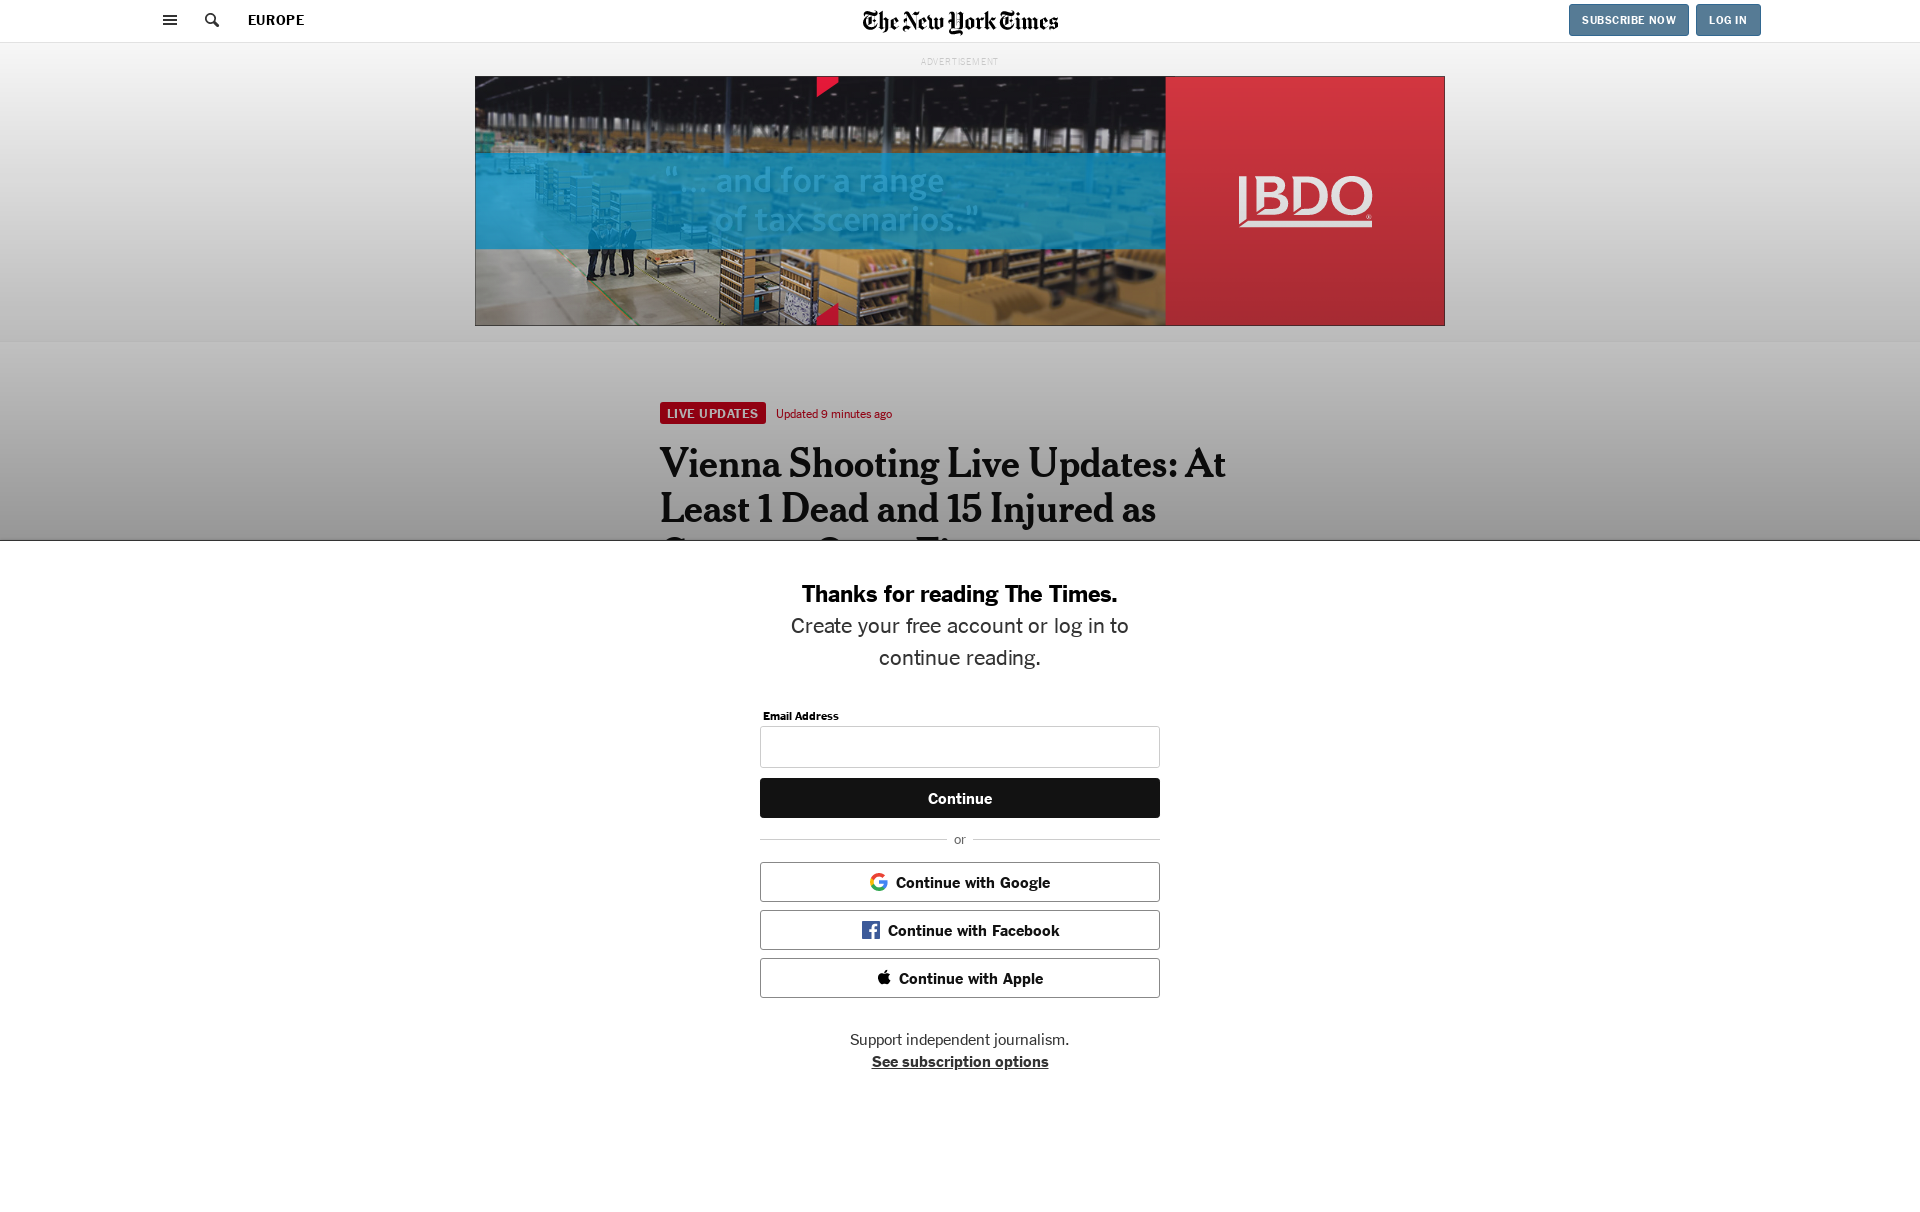 EUROPE
The New York Times
SUBSCRIBE NOW
LOG IN
ADVERTISEMENT
"... and for a range
of tax scenarios."
BDO
®
LIVE UPDATES
Updated 9 minutes ago
Vienna Shooting Live Updates: At
Least 1 Dead and 15 Injured as
Thanks for reading The Times.
Create your free account or log in to
continue reading.
Email Address
Continue
or
Continue with Google
Continue with Facebook
Continue with Apple
Support independent journalism.
See subscription options